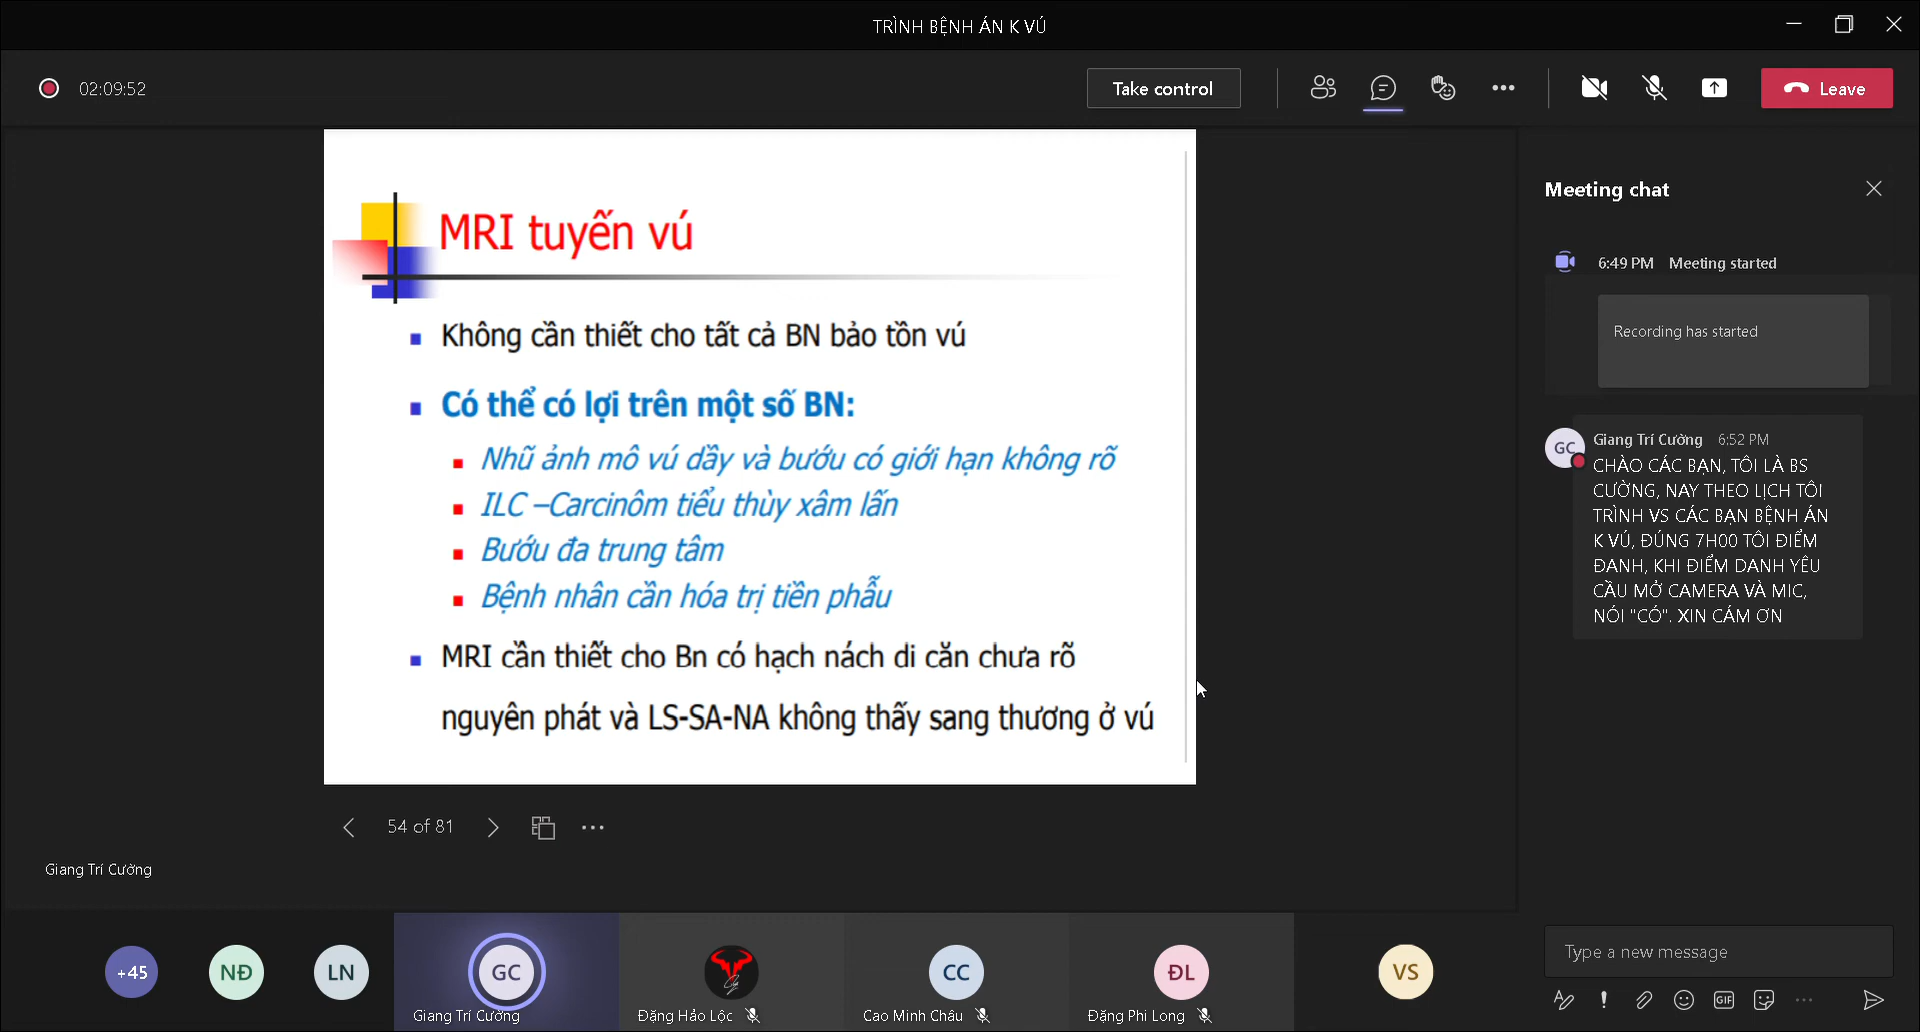 TRÌNH BỆNH ÁN K VÚ
02:09:52
Take control
Leave
MRI tuyến vú
Không cần thiết cho tất cả BN bảo tồn vú
Có thể có lợi trên một số BN:
Nhũ ảnh mô vú dầy và bướu có giới hạn không rõ
ILC –Carcinôm tiểu thùy xâm lấn
Bướu đa trung tâm
Bệnh nhân cần hóa trị tiền phẫu
MRI cần thiết cho Bn có hạch nách di căn chưa rõ
nguyên phát và LS-SA-NA không thấy sang thương ở vú
54 of 81
Giang Trí Cường
Meeting chat
6:49 PM Meeting started
Recording has started
GC
Giang Trí Cường 6:52 PM
CHÀO CÁC BẠN, TÔI LÀ BS
CƯỜNG, NAY THEO LỊCH TÔI
TRÌNH VS CÁC BẠN BỆNH ÁN
K VÚ, ĐÚNG 7H00 TÔI ĐIỂM
ĐANH, KHI ĐIỂM DANH YÊU
CẦU MỞ CAMERA VÀ MIC,
NÓI "CÓ". XIN CÁM ƠN
+45
NĐ
LN
GC
Giang Trí Cường
Đặng Hảo Lộc
CC
Cao Minh Châu
ĐL
Đặng Phi Long
VS
Type a new message
GIF